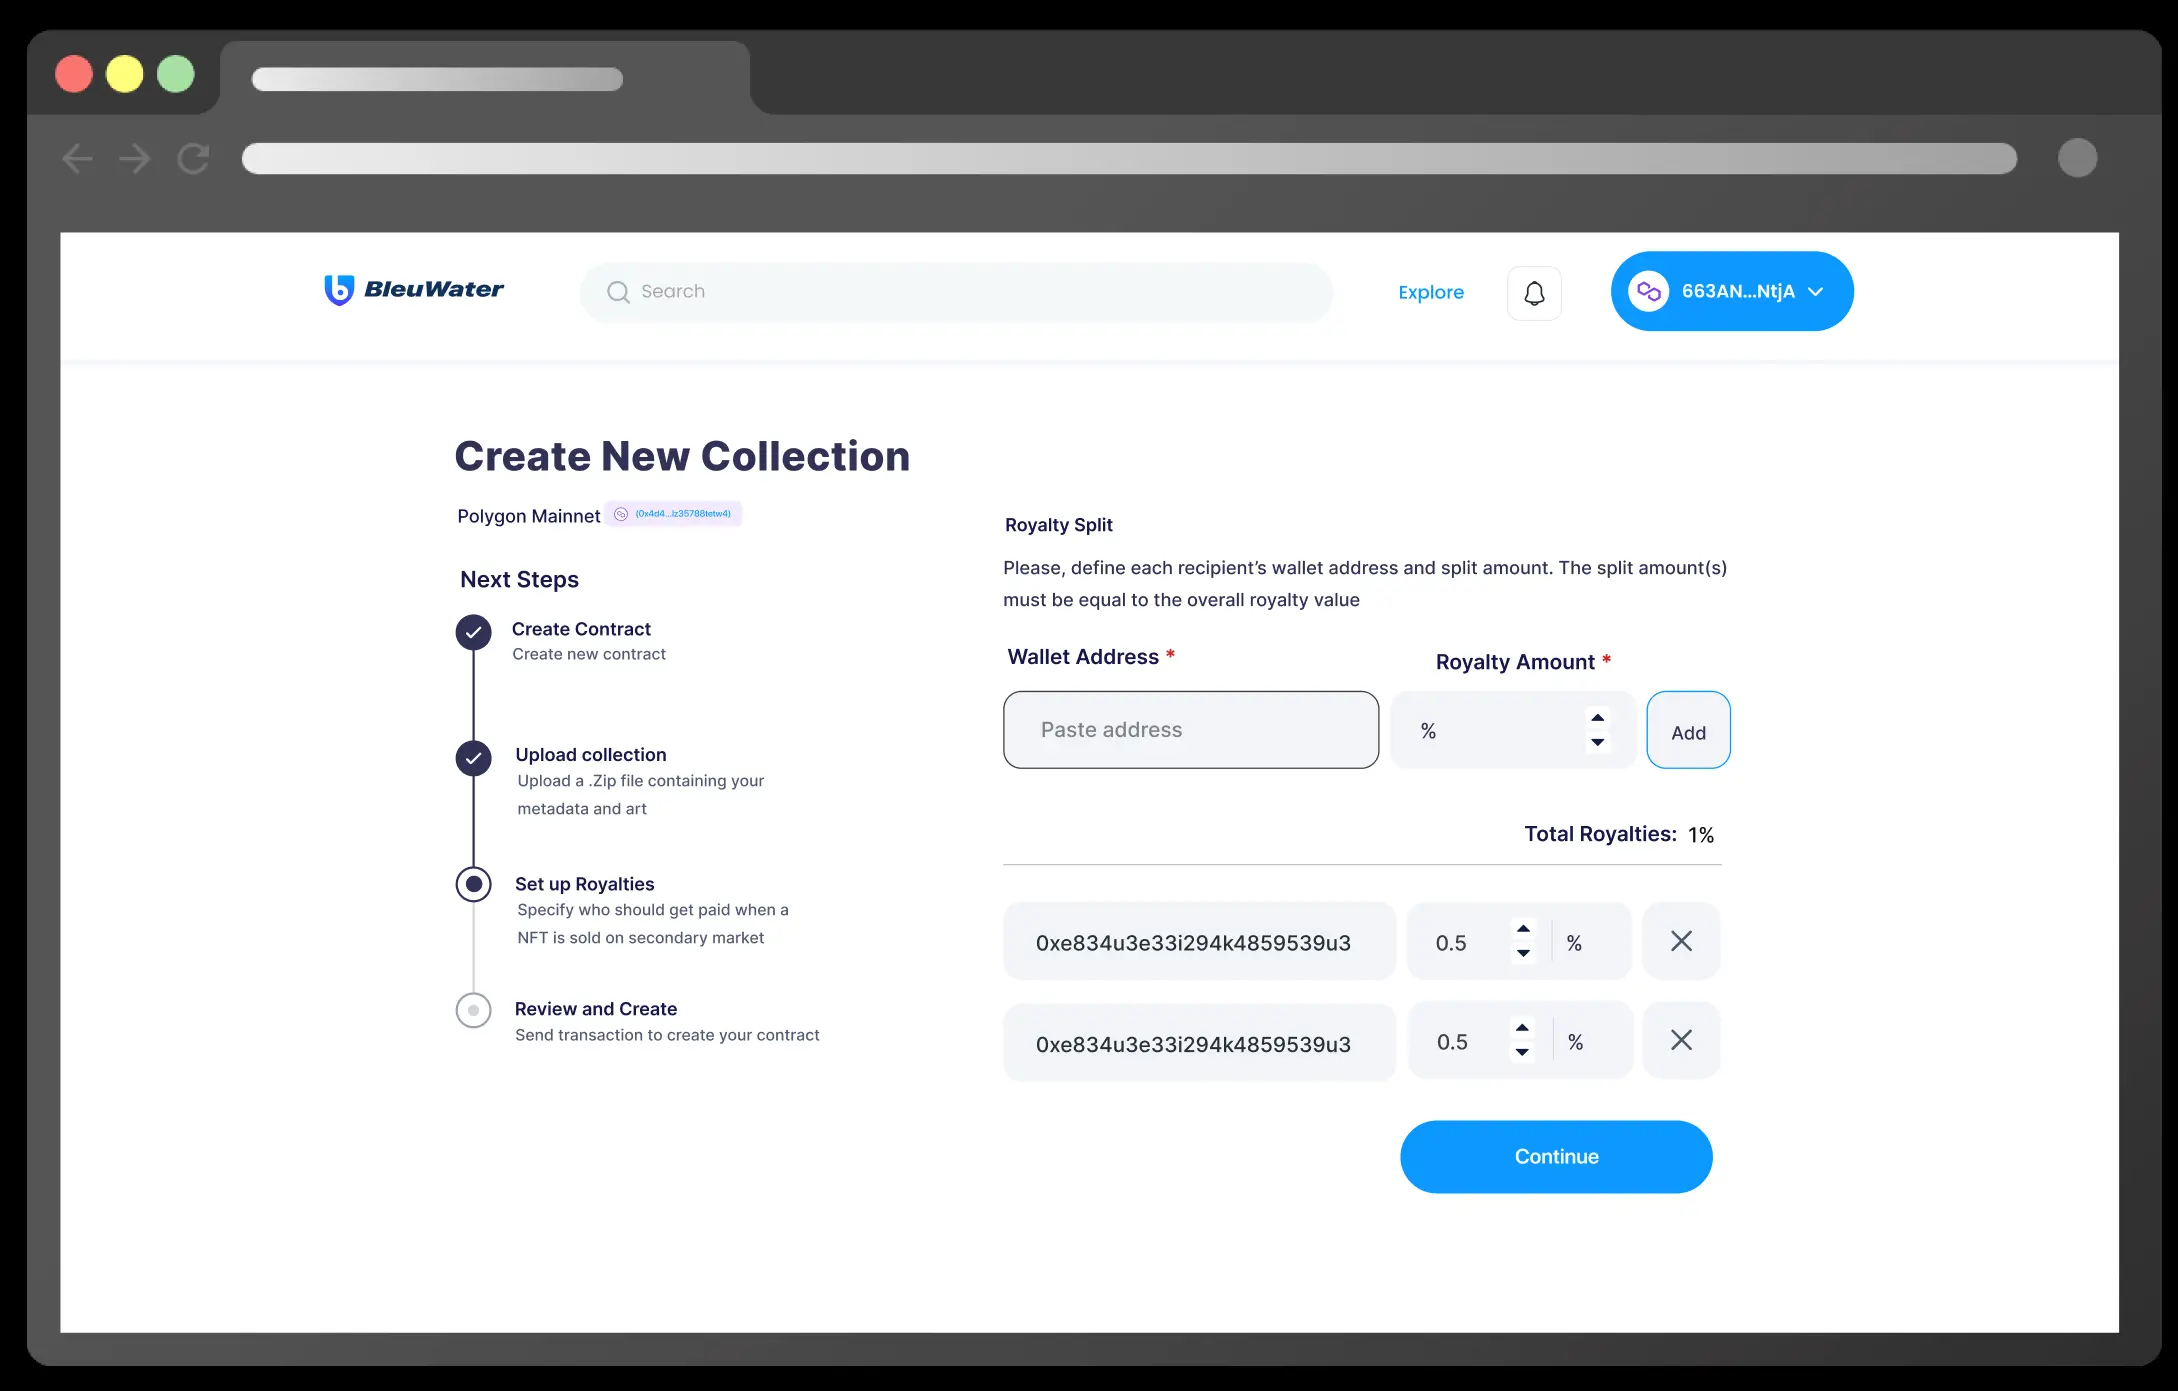 BleuWater
Search
Explore
663AN...NtjA
Create New Collection
Polygon Mainnet (0x4d4...lz35788tetw4)
Next Steps
Create Contract
Create new contract
Upload collection
Upload a .Zip file containing your
metadata and art
Set up Royalties
Specify who should get paid when a
NFT is sold on secondary market
Review and Create
Send transaction to create your contract
Royalty Split
Please, define each recipient’s wallet address and split amount. The split amount(s)
must be equal to the overall royalty value
Wallet Address * Royalty Amount *
Paste address % Add
Total Royalties: 1%
0xe834u3e33i294k4859539u3 0.5 %
0xe834u3e33i294k4859539u3 0.5 %
Continue